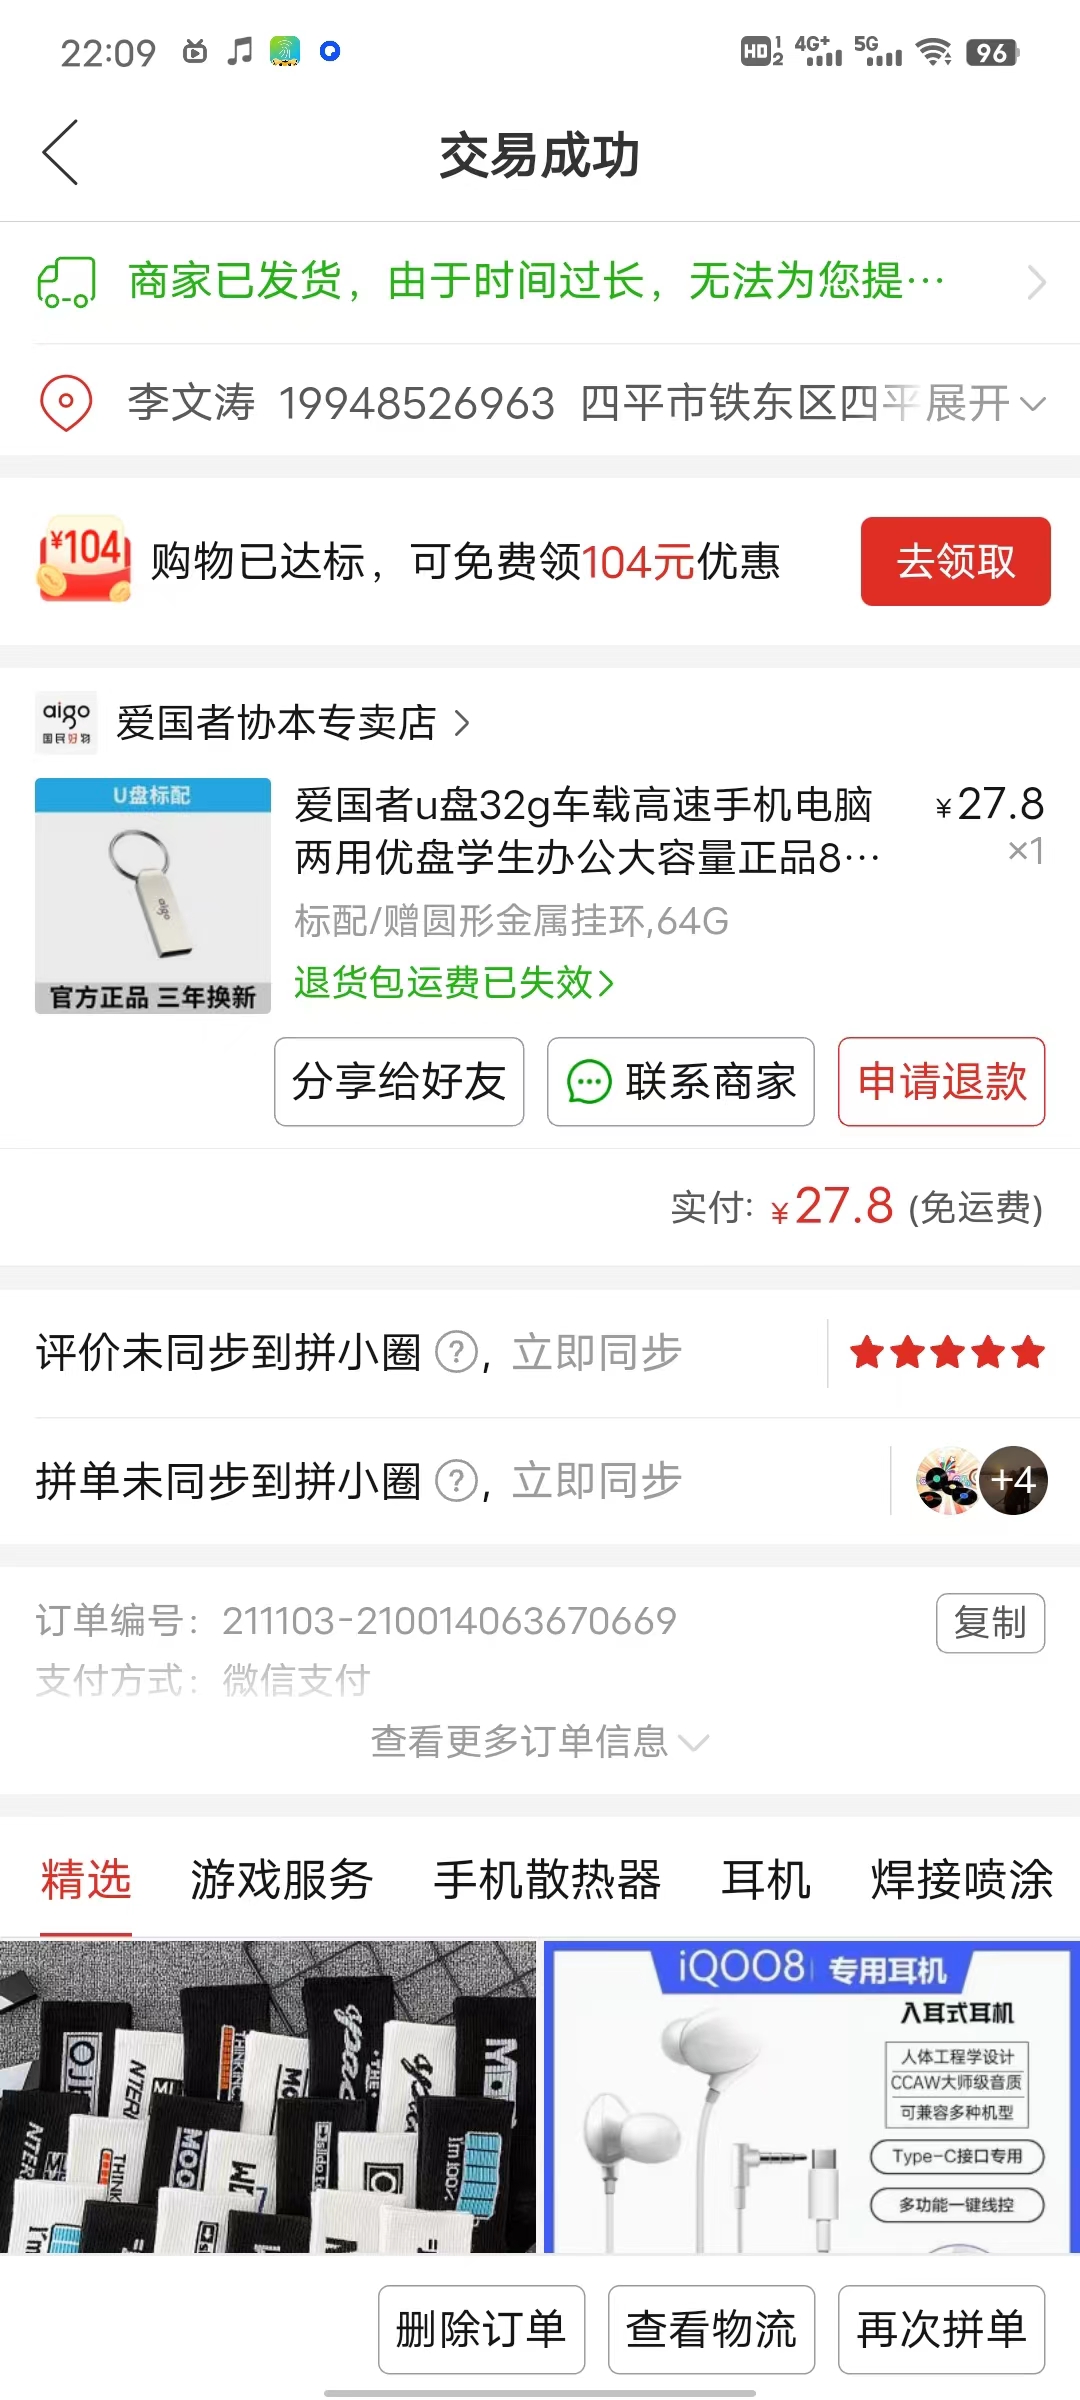 22:09
HD 1 2 4G+ 5G 96
交易成功
商家已发货，由于时间过长，无法为您提…
李文涛 19948526963 四平市铁东区四平展开
¥104
购物已达标，可免费领104元优惠
去领取
aigo
国民好物
爱国者协本专卖店
U盘标配
aigo
官方正品 三年换新
爱国者u盘32g车载高速手机电脑
¥27.8
两用优盘学生办公大容量正品8…
×1
标配/赠圆形金属挂环,64G
退货包运费已失效>
分享给好友
联系商家
申请退款
实付: ¥27.8 (免运费)
评价未同步到拼小圈 ?, 立即同步
拼单未同步到拼小圈 ?, 立即同步
+4
订单编号: 211103-210014063670669
复制
支付方式: 微信支付
查看更多订单信息
精选 游戏服务 手机散热器 耳机 焊接喷涂
iQOO8 专用耳机
入耳式耳机
人体工程学设计
CCAW大师级音质
可兼容多种机型
Type-C接口专用
多功能一键线控
I'm 100%
删除订单
查看物流
再次拼单